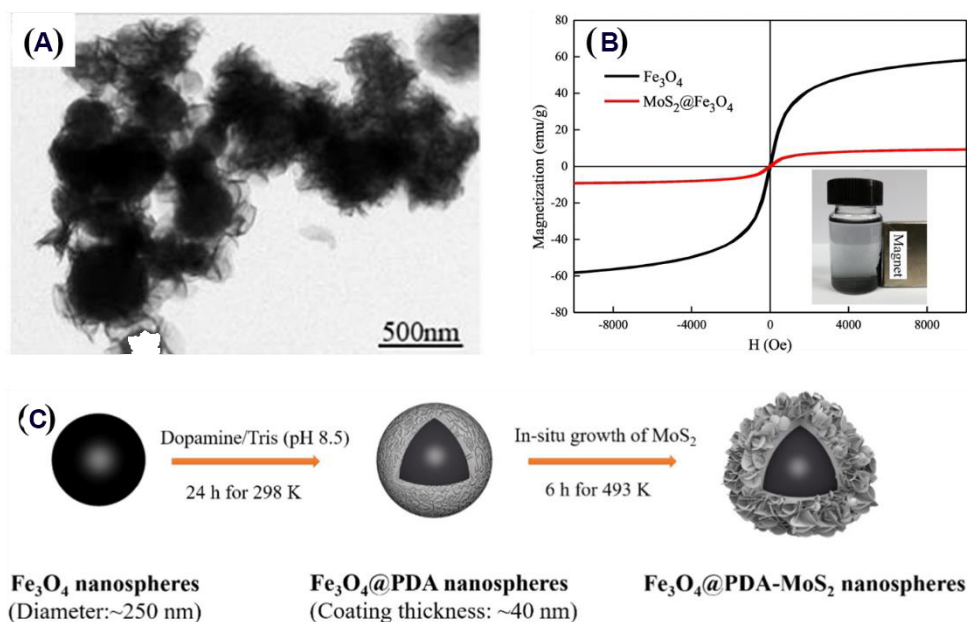 (A)
500nm
(B)
Fe₃O₄
MoS₂@Fe₃O₄
Magnetization (emu/g)
80
60
40
20
0
-20
-40
-60
-80
-8000 -4000 0 4000 8000
H (Oe)
Magnet
(C)
Dopamine/Tris (pH 8.5)
24 h for 298 K
In-situ growth of MoS₂
6 h for 493 K
Fe₃O₄ nanospheres
(Diameter:~250 nm)
Fe₃O₄@PDA nanospheres
(Coating thickness: ~40 nm)
Fe₃O₄@PDA-MoS₂ nanospheres